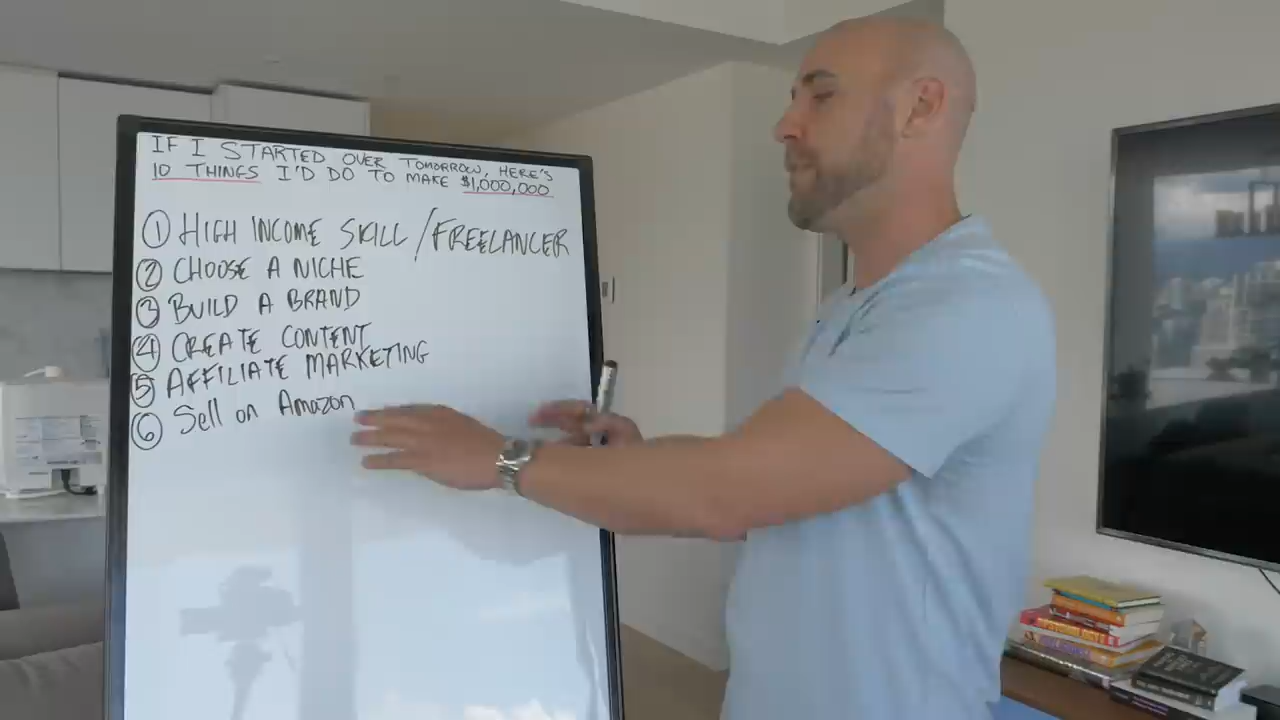 IF I STARTED OVER TOMORROW, HERE'S
10 THINGS I'D DO TO MAKE $1,000,000
① HIGH INCOME SKILL/FREELANCER
② CHOOSE A NICHE
③ BUILD A BRAND
④ CREATE CONTENT
⑤ AFFILIATE MARKETING
⑥ Sell on Amazon